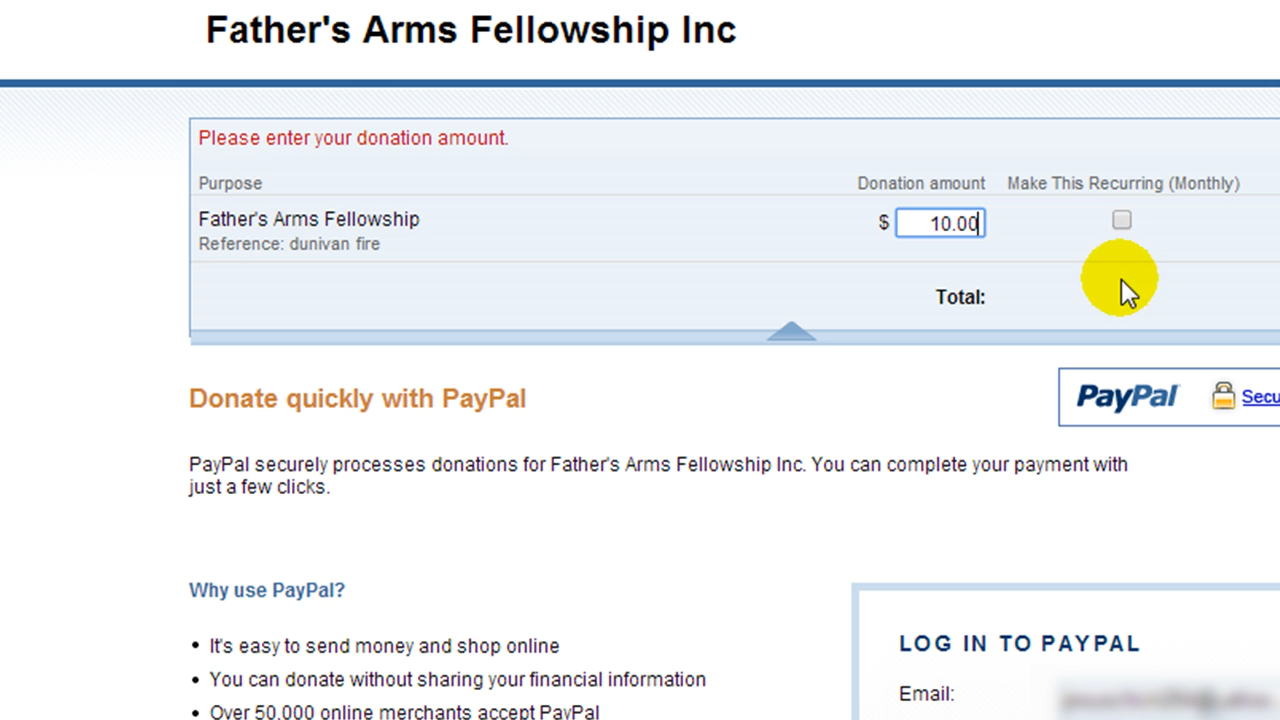 Father's Arms Fellowship Inc
Please enter your donation amount.
Purpose Donation amount Make This Recurring (Monthly)
Father's Arms Fellowship $ 10.00
Reference: dunivan fire
Total:
Donate quickly with PayPal
PayPal
PayPal securely processes donations for Father's Arms Fellowship Inc. You can complete your payment with
just a few clicks.
Why use PayPal?
• It's easy to send money and shop online
LOG IN TO PAYPAL
• You can donate without sharing your financial information
Email:
• Over 50,000 online merchants accept PayPal